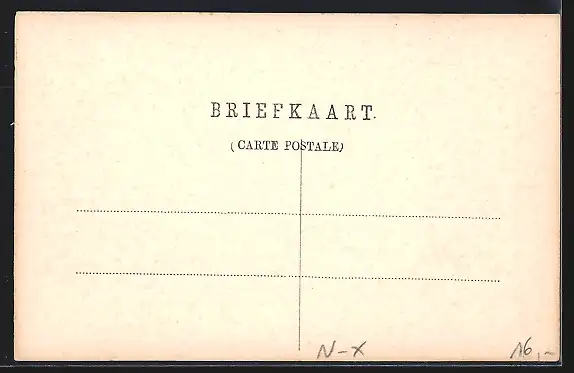 BRIEFKAART.
(CARTE POSTALE)
N-X 16,-